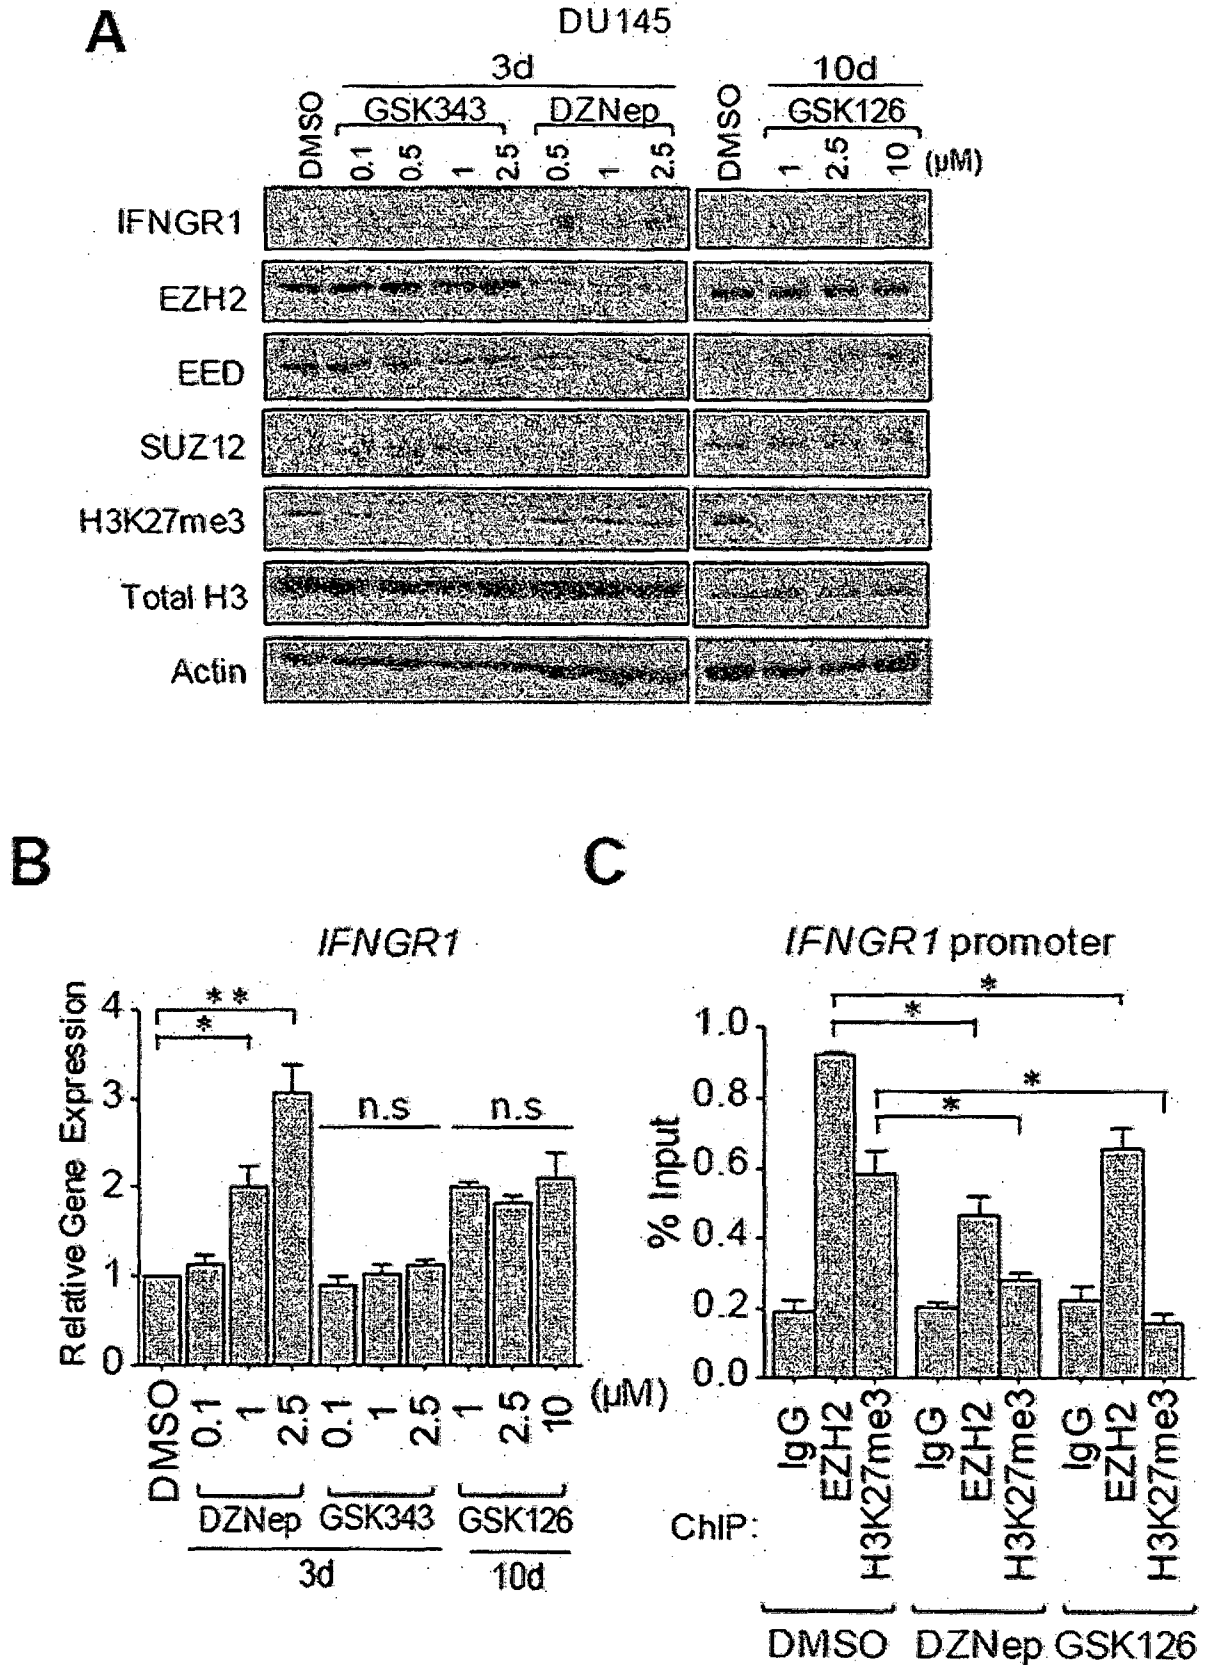 A
DU145
3d
10d
DMSO
GSK343
DZNep
DMSO
GSK126
0.1
0.5
1
2.5
0.5
1
2.5
1
2.5
10
(µM)
IFNGR1
EZH2
EED
SUZ12
H3K27me3
Total H3
Actin
B
IFNGR1
Relative Gene Expression
4
3
2
1
0
* *
*
n.s
n.s
DMSO
0.1
1
2.5
0.1
1
2.5
1
2.5
10
(µM)
DZNep
GSK343
GSK126
3d
10d
C
IFNGR1 promoter
% Input
1.0
0.8
0.6
0.4
0.2
0.0
*
*
*
*
ChIP:
IgG
EZH2
H3K27me3
IgG
EZH2
H3K27me3
IgG
EZH2
H3K27me3
DMSO
DZNep
GSK126